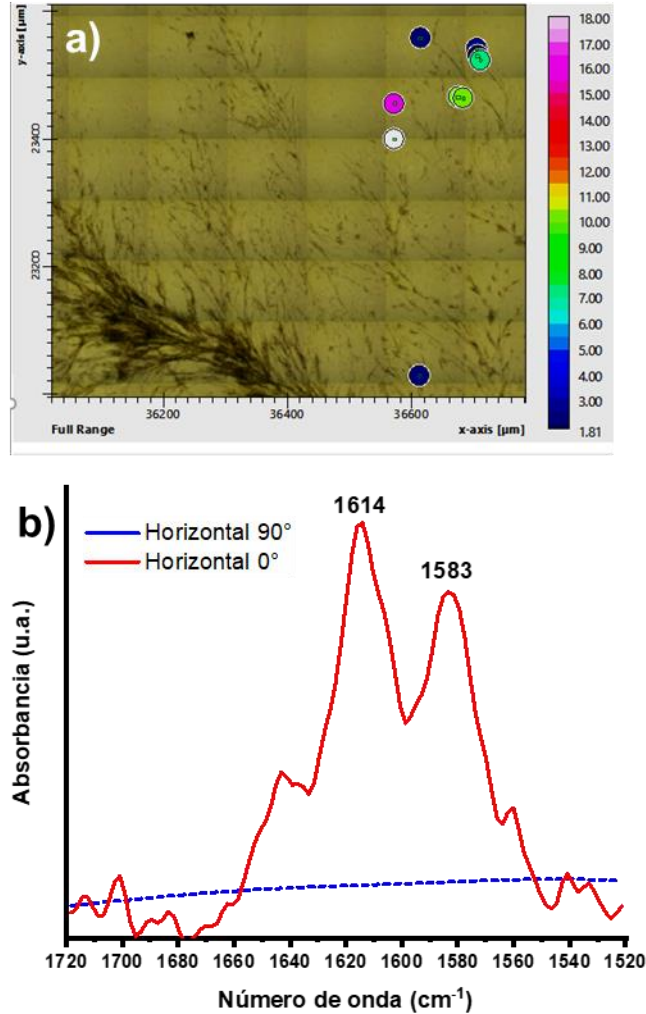 a)
y-axis [µm]
23400
23200
36200
36400
36600
Full Range
x-axis [µm]
18.00
17.00
16.00
15.00
14.00
13.00
12.00
11.00
10.00
9.00
8.00
7.00
6.00
5.00
4.00
3.00
1.81
b)
Horizontal 90°
Horizontal 0°
1614
1583
Absorbancia (u.a.)
1720 1700 1680 1660 1640 1620 1600 1580 1560 1540 1520
Número de onda (cm-1)